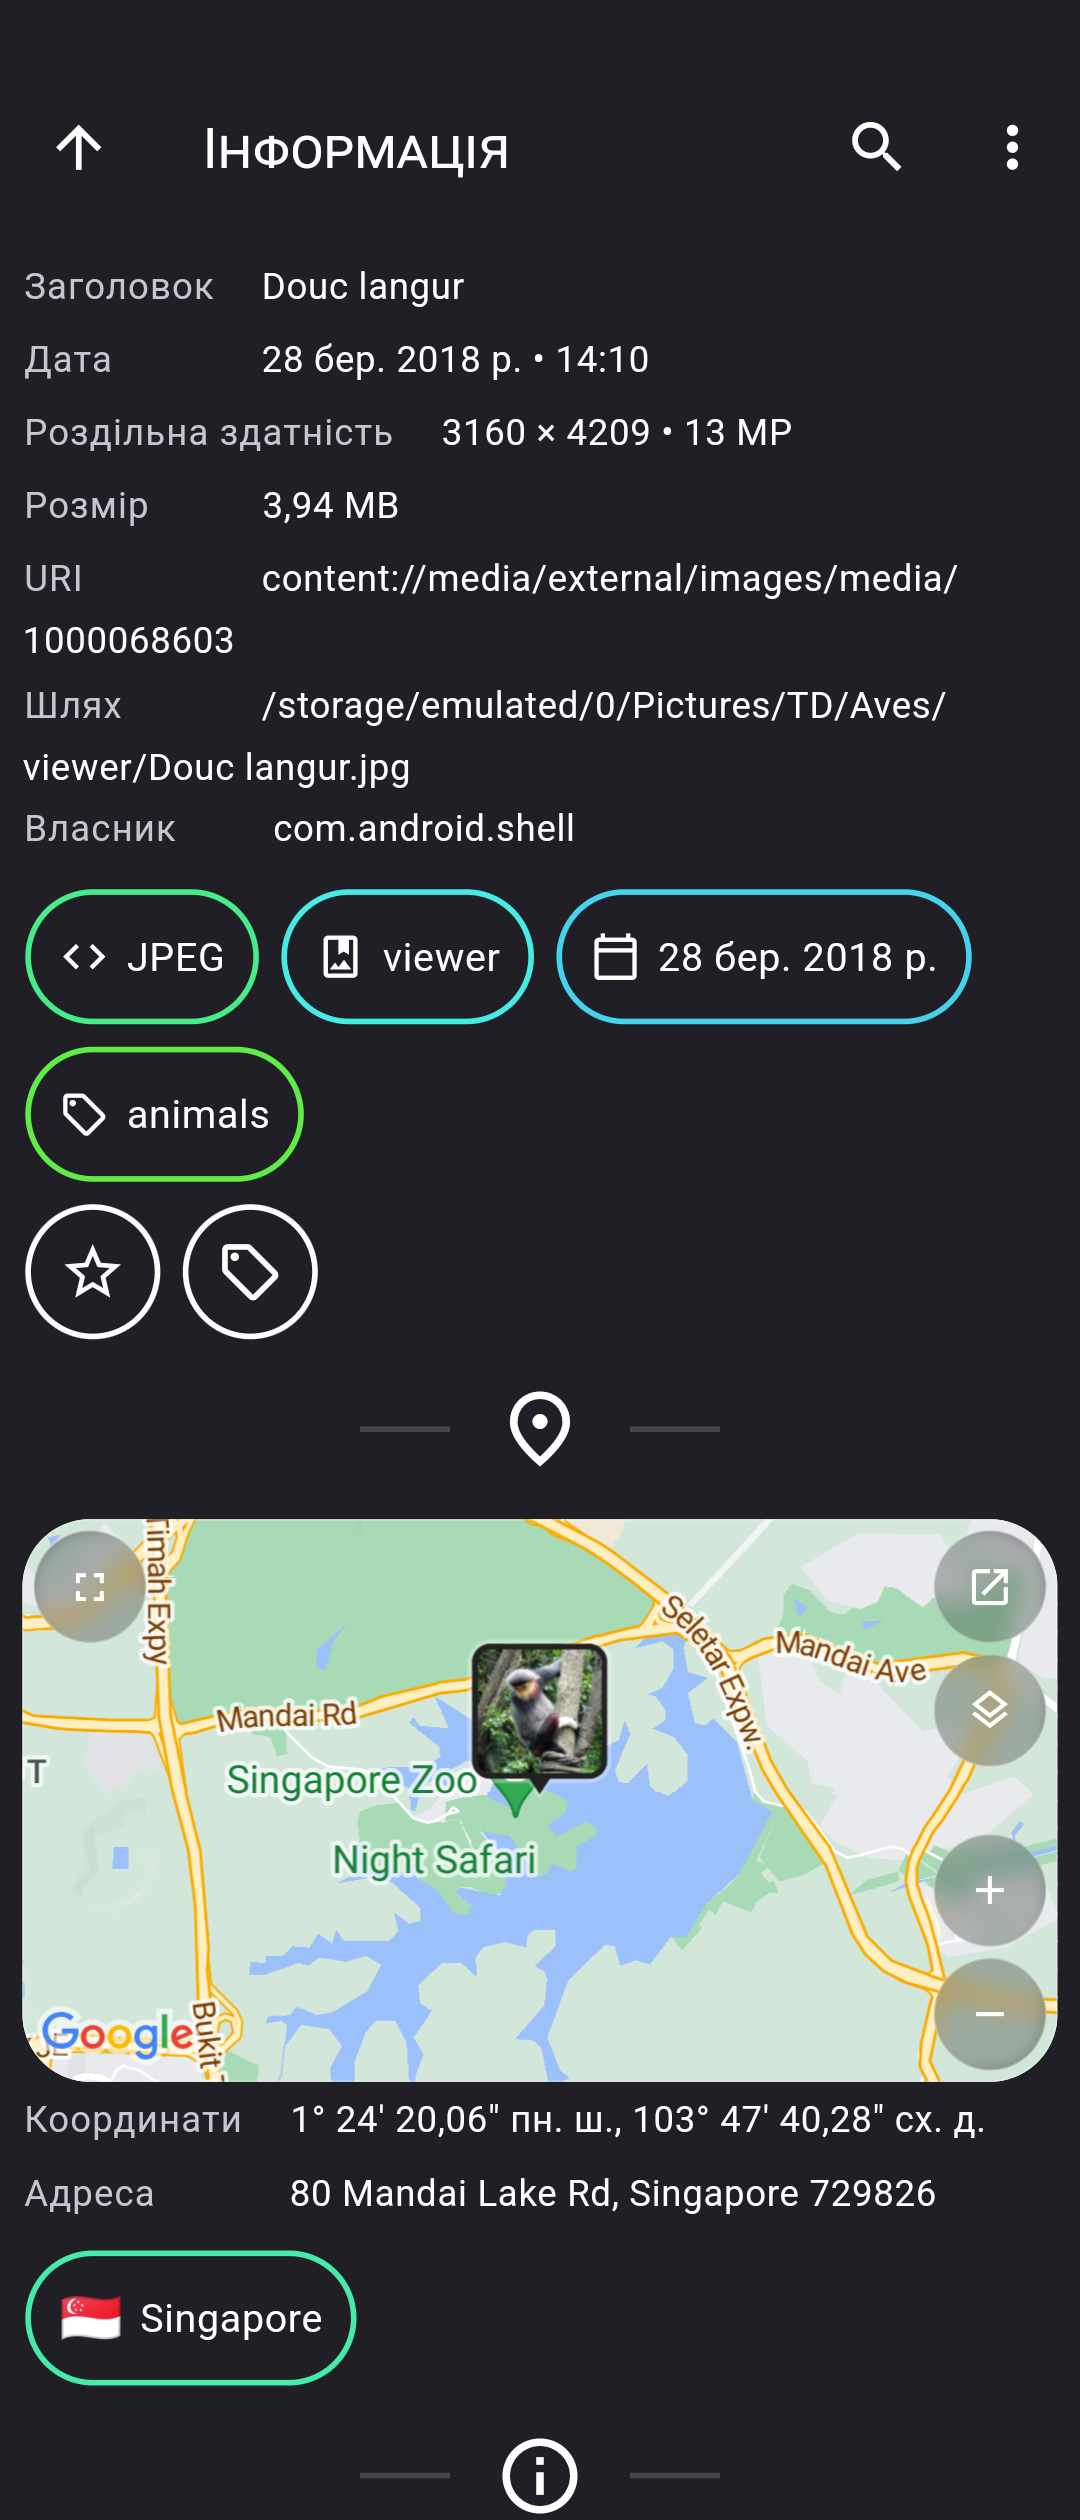 Інформація
Заголовок Douc langur
Дата 28 бер. 2018 р. • 14:10
Роздільна здатність 3160 × 4209 • 13 MP
Розмір 3,94 MB
URI content://media/external/images/media/
1000068603
Шлях /storage/emulated/0/Pictures/TD/Aves/
viewer/Douc langur.jpg
Власник com.android.shell
JPEG viewer 28 бер. 2018 р.
animals
Timah Expy
Seletar Expw.
Mandai Ave
Mandai Rd
T
Singapore Zoo
Night Safari
Bukit
Google
Координати 1° 24' 20,06" пн. ш., 103° 47' 40,28" сх. д.
Адреса 80 Mandai Lake Rd, Singapore 729826
Singapore